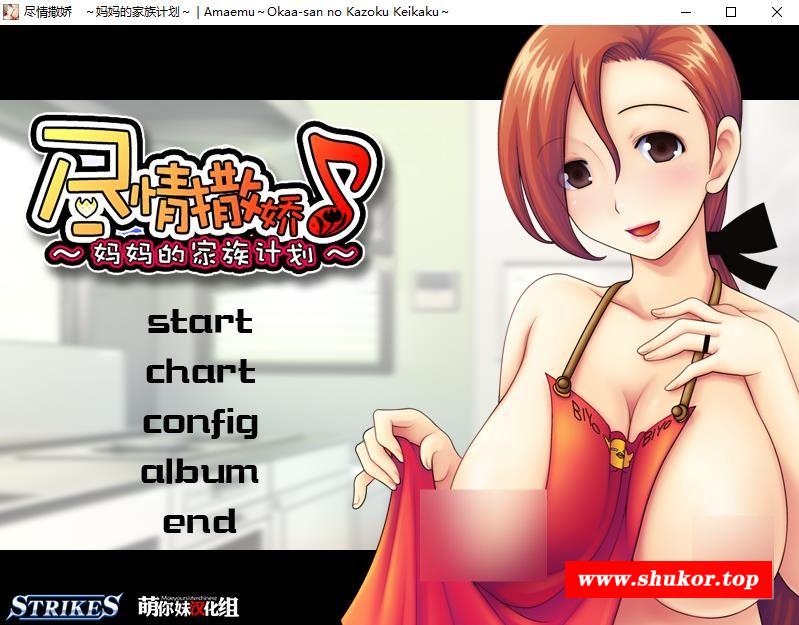 尽情撒娇　～妈妈的家族计划～ | Amaemu～Okaa-san no Kazoku Keikaku～
尽情撒娇
～妈妈的家族计划～
start
chart
config
album
end
BIYO BIYO
www.shukor.top
STRIKES
Moeyounisterchinese
萌你妹汉化组